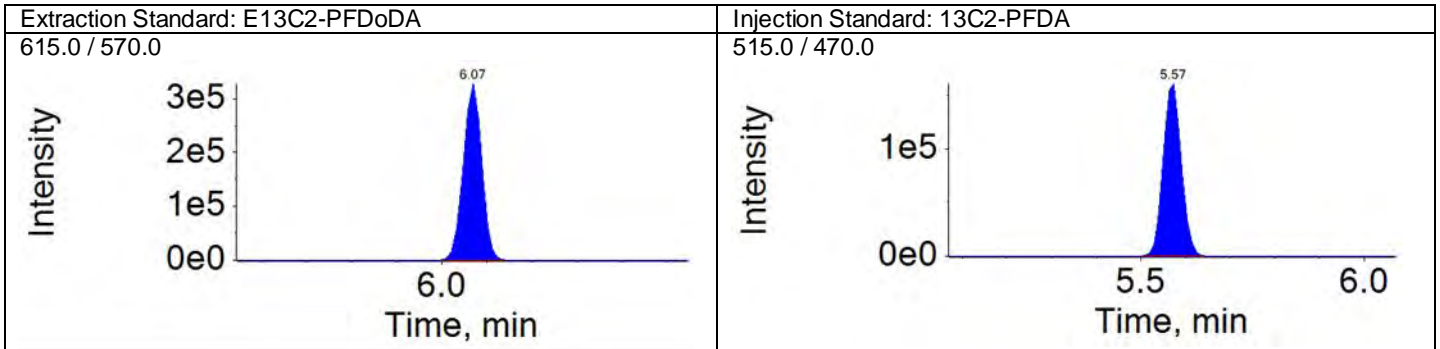 Extraction Standard: E13C2-PFDoDA
615.0 / 570.0
6.07
Intensity
3e5
2e5
1e5
0e0
6.0
Time, min
Injection Standard: 13C2-PFDA
515.0 / 470.0
5.57
Intensity
1e5
0e0
5.5 6.0
Time, min